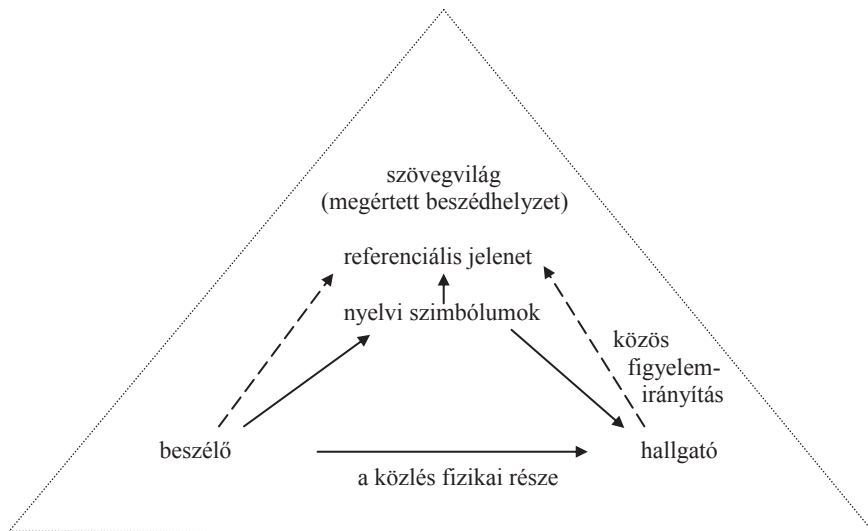 szövegvilág
(megértett beszédhelyzet)
referenciális jelenet
nyelvi szimbólumok
közös
figyelem-
irányítás
beszélő
hallgató
a közlés fizikai része